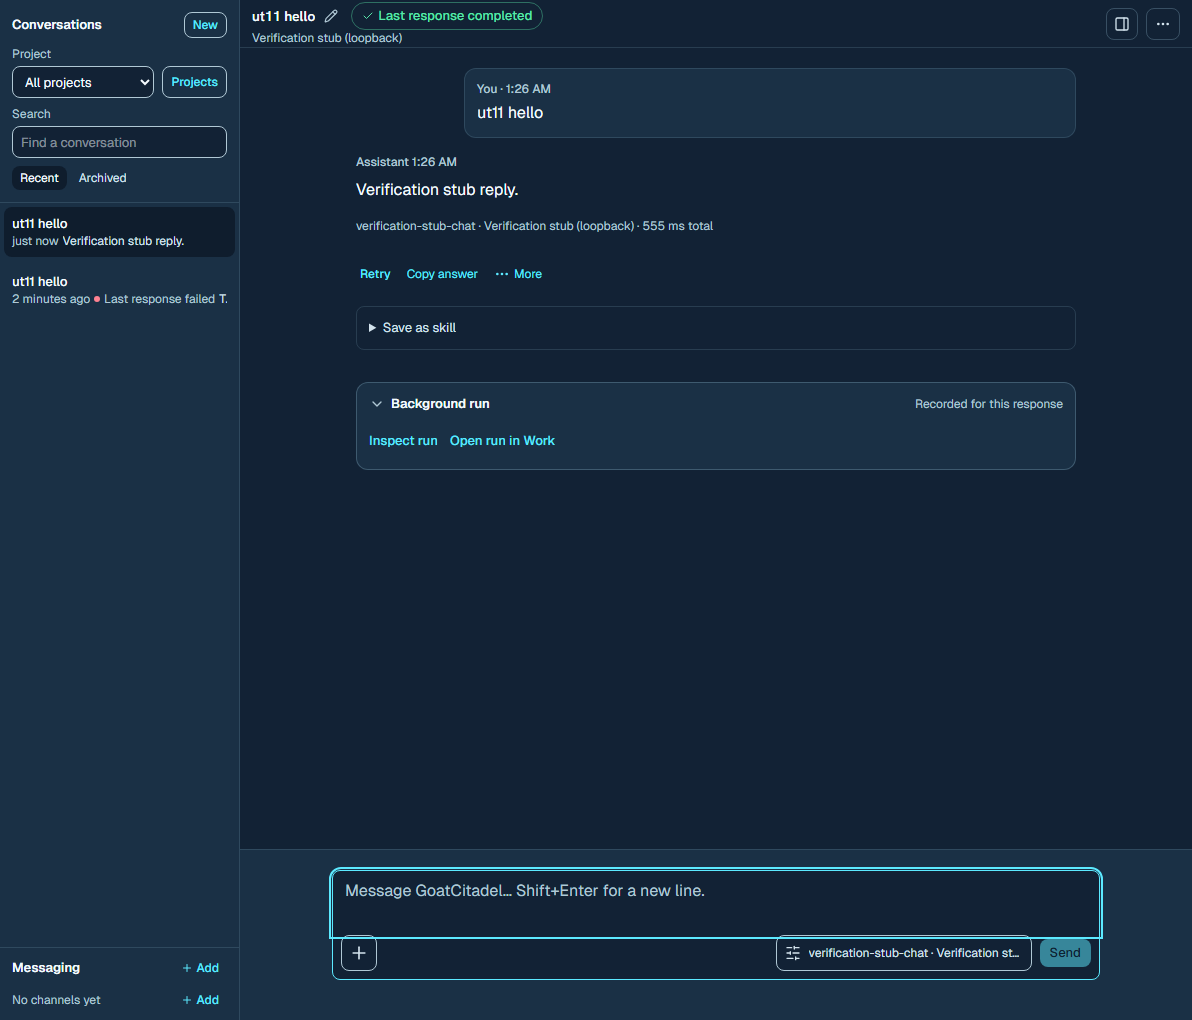 Conversations
New
Project
All projects
Projects
Search
Find a conversation
Recent
Archived
ut11 hello
just now Verification stub reply.
ut11 hello
2 minutes ago Last response failed T.
Messaging
+ Add
No channels yet
+ Add
ut11 hello
Last response completed
Verification stub (loopback)
You · 1:26 AM
ut11 hello
Assistant 1:26 AM
Verification stub reply.
verification-stub-chat · Verification stub (loopback) · 555 ms total
Retry
Copy answer
··· More
Save as skill
Background run
Recorded for this response
Inspect run
Open run in Work
Message GoatCitadel... Shift+Enter for a new line.
verification-stub-chat · Verification st...
Send